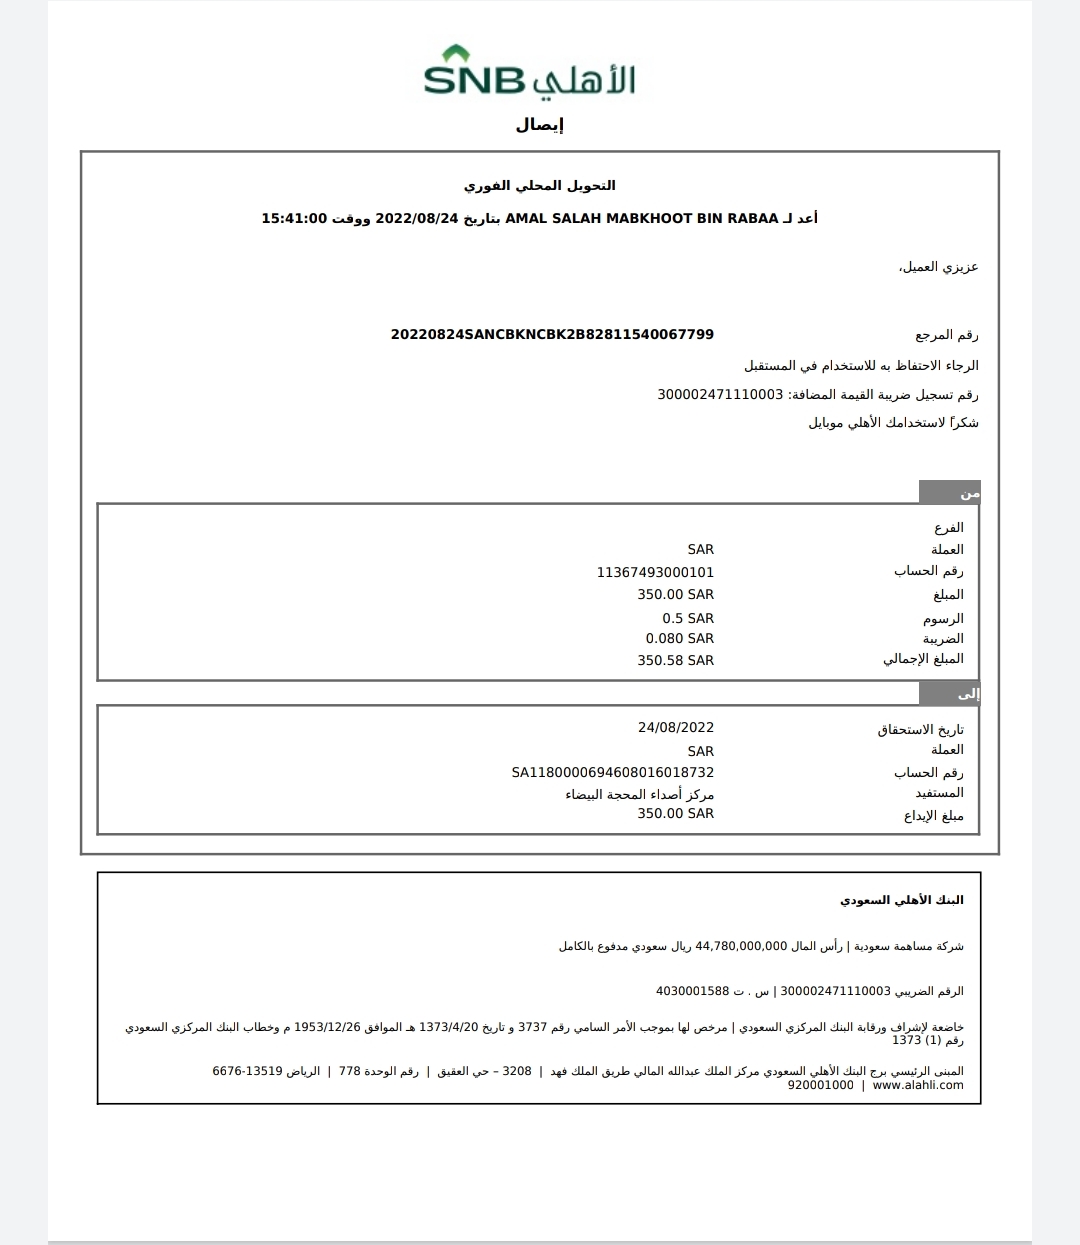 SNB الأهلي
إيصال
التحويل المحلي الفوري
أعد لـ AMAL SALAH MABKHOOT BIN RABAA بتاريخ 2022/08/24 ووقت 15:41:00
عزيزي العميل،
رقم المرجع 20220824SANCBKNCBK2B82811540067799
الرجاء الاحتفاظ به للاستخدام في المستقبل
رقم تسجيل ضريبة القيمة المضافة: 300002471110003
شكراً لاستخدامك الأهلي موبايل
من
الفرع
العملة SAR
رقم الحساب 11367493000101
المبلغ 350.00 SAR
الرسوم 0.5 SAR
الضريبة 0.080 SAR
المبلغ الإجمالي 350.58 SAR
إلى
تاريخ الاستحقاق 24/08/2022
العملة SAR
رقم الحساب SA1180000694608016018732
المستفيد مركز أصداء المحجة البيضاء
مبلغ الإيداع 350.00 SAR
البنك الأهلي السعودي
شركة مساهمة سعودية | رأس المال 44,780,000,000 ريال سعودي مدفوع بالكامل
الرقم الضريبي 300002471110003 | س . ت 4030001588
خاضعة لإشراف ورقابة البنك المركزي السعودي | مرخص لها بموجب الأمر السامي رقم 3737 و تاريخ 1373/4/20 هـ الموافق 1953/12/26 م وخطاب البنك المركزي السعودي
رقم (1) 1373
المبنى الرئيسي برج البنك الأهلي السعودي مركز الملك عبدالله المالي طريق الملك فهد | 3208 – حي العقيق | رقم الوحدة 778 | الرياض 13519-6676
920001000 | www.alahli.com